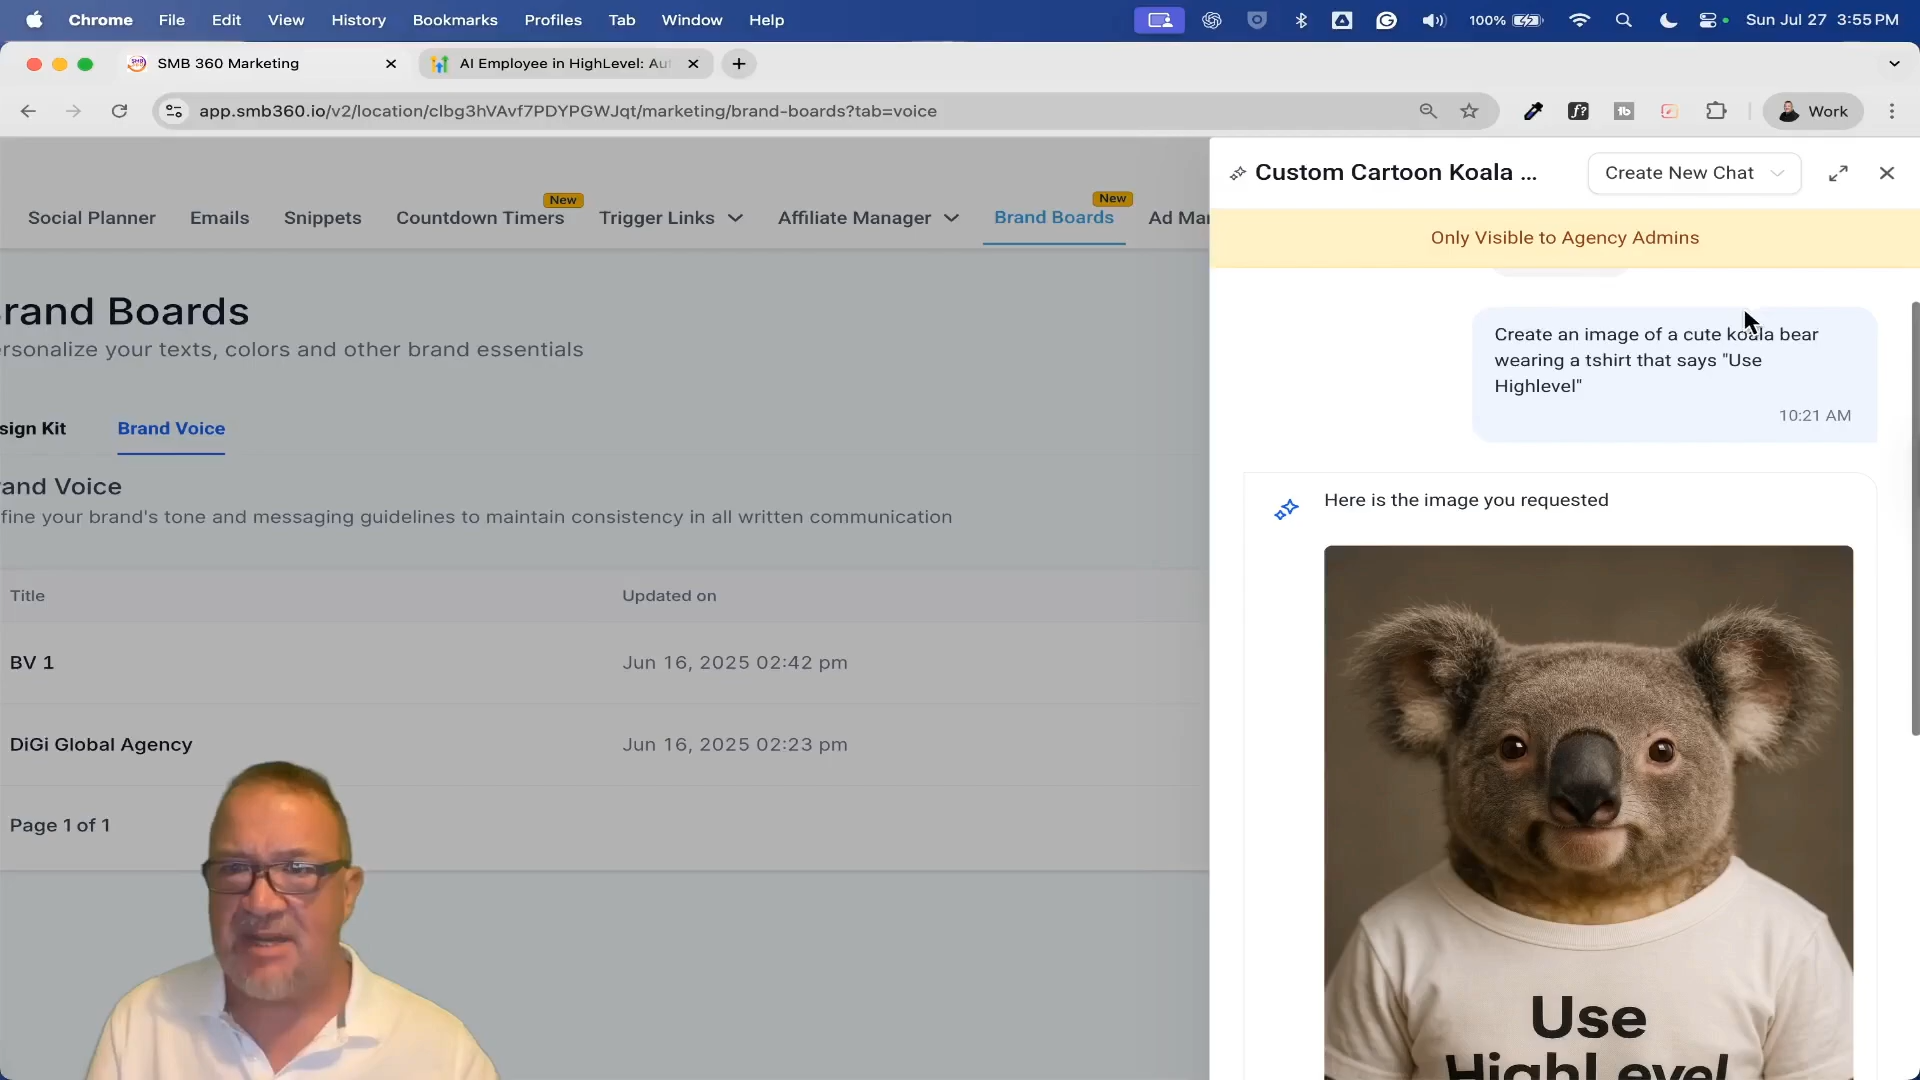 Chrome File Edit View History Bookmarks Profiles Tab Window Help 100% Sun Jul 27 3:55 PM
SMB 360 Marketing AI Employee in HighLevel: Au
app.smb360.io/v2/location/clbg3hVAvf7PDYPGWJqt/marketing/brand-boards?tab=voice Work
Custom Cartoon Koala ... Create New Chat
New New
Social Planner Emails Snippets Countdown Timers Trigger Links Affiliate Manager Brand Boards Ad Mar
Only Visible to Agency Admins
rand Boards
ersonalize your texts, colors and other brand essentials
Create an image of a cute koala bear
wearing a tshirt that says "Use
Highlevel"
10:21 AM
sign Kit Brand Voice
and Voice
fine your brand's tone and messaging guidelines to maintain consistency in all written communication
Here is the image you requested
Title Updated on
BV 1 Jun 16, 2025 02:42 pm
DiGi Global Agency Jun 16, 2025 02:23 pm
Page 1 of 1
Use
HighLevel